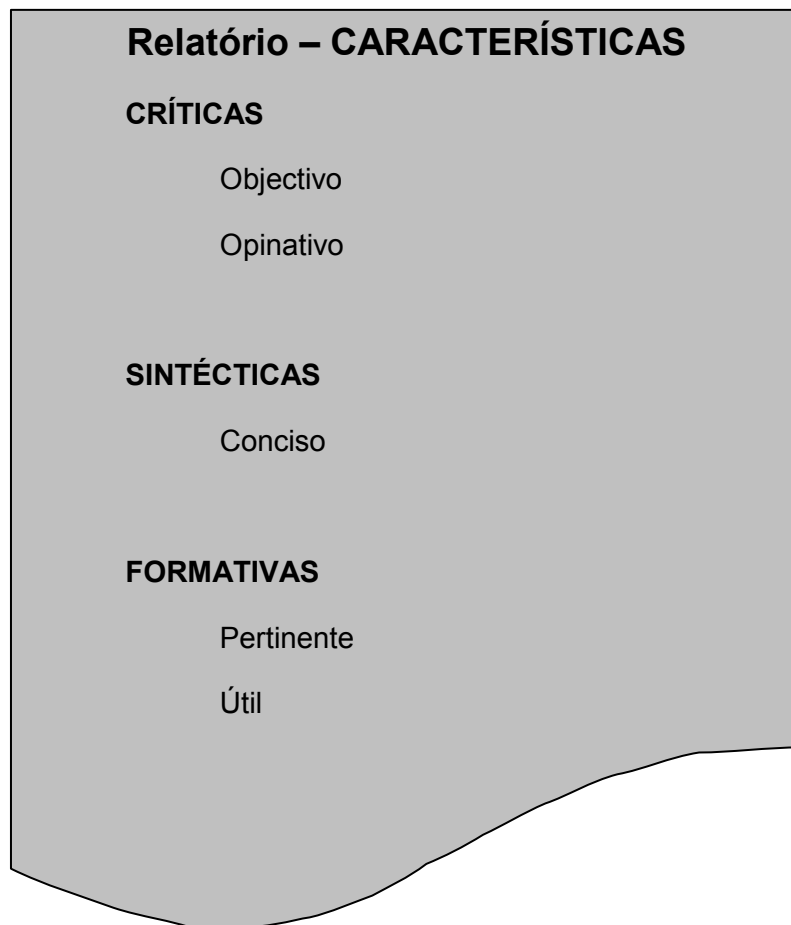 Relatório – CARACTERÍSTICAS
CRÍTICAS
Objectivo
Opinativo
SINTÉCTICAS
Conciso
FORMATIVAS
Pertinente
Útil